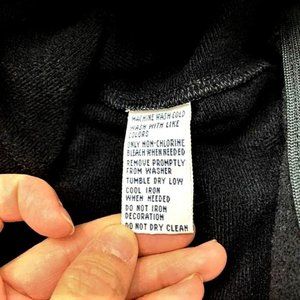 MACHINE WASH COLD
WASH WITH LIKE
COLORS
ONLY NON-CHLORINE
BLEACH WHEN NEEDED
REMOVE PROMPTLY
FROM WASHER
TUMBLE DRY LOW
COOL IRON
WHEN NEEDED
DO NOT IRON
DECORATION
DO NOT DRY CLEAN